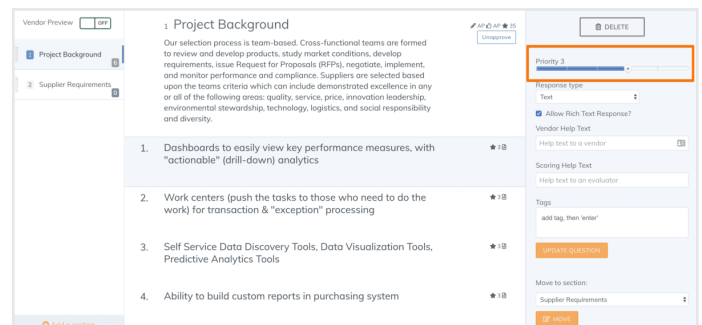 Vendor Preview OFF
1 Project Background 6
2 Supplier Requirements 0
1 Project Background
AP AP 35
Unapprove
Our selection process is team-based. Cross-functional teams are formed
to review and develop products, study market conditions, develop
requirements, issue Request for Proposals (RFPs), negotiate, implement,
and monitor performance and compliance. Suppliers are selected based
upon the teams criteria which can include demonstrated excellence in any
or all of the following areas: quality, service, price, innovation leadership,
environmental stewardship, technology, logistics, and social responsibility
and diversity.
1. Dashboards to easily view key performance measures, with 3
"actionable" (drill-down) analytics
2. Work centers (push the tasks to those who need to do the 3
work) for transaction & "exception" processing
3. Self Service Data Discovery Tools, Data Visualization Tools, 3
Predictive Analytics Tools
4. Ability to build custom reports in purchasing system 3
DELETE
Priority 3
Response type
Text
Allow Rich Text Response?
Vendor Help Text
Help text to a vendor
Scoring Help Text
Help text to an evaluator
Tags
add tag, then 'enter'
UPDATE QUESTION
Move to section:
Supplier Requirements
MOVE